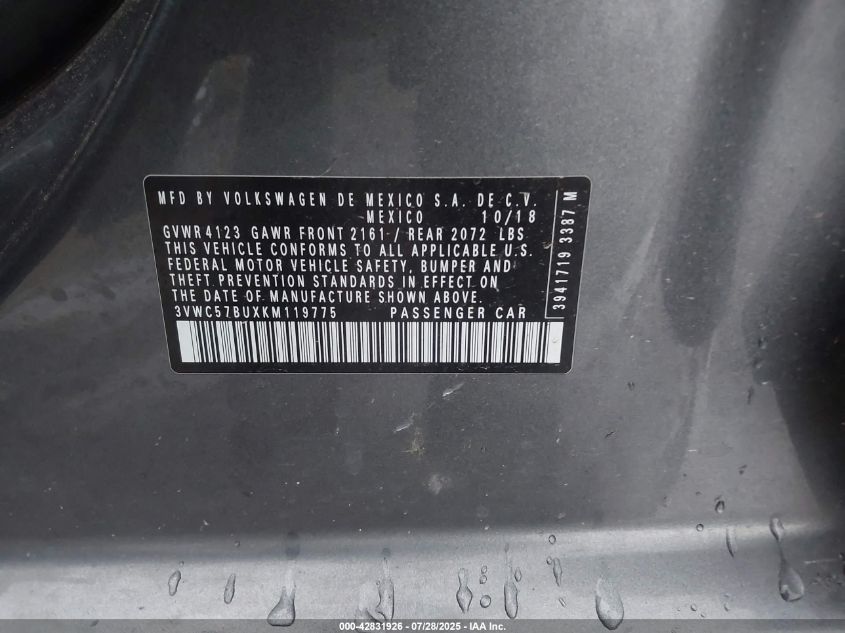 MFD BY VOLKSWAGEN DE MEXICO S.A. DE C.V.
MEXICO 10/18
GVWR 4123 GAWR FRONT 2161 / REAR 2072 LBS
THIS VEHICLE CONFORMS TO ALL APPLICABLE U.S.
FEDERAL MOTOR VEHICLE SAFETY, BUMPER AND
THEFT PREVENTION STANDARDS IN EFFECT ON
THE DATE OF MANUFACTURE SHOWN ABOVE.
3VWC57BUXKM119775 PASSENGER CAR
3941719 3387 M
000-42831926 - 07/28/2025 - IAA Inc.